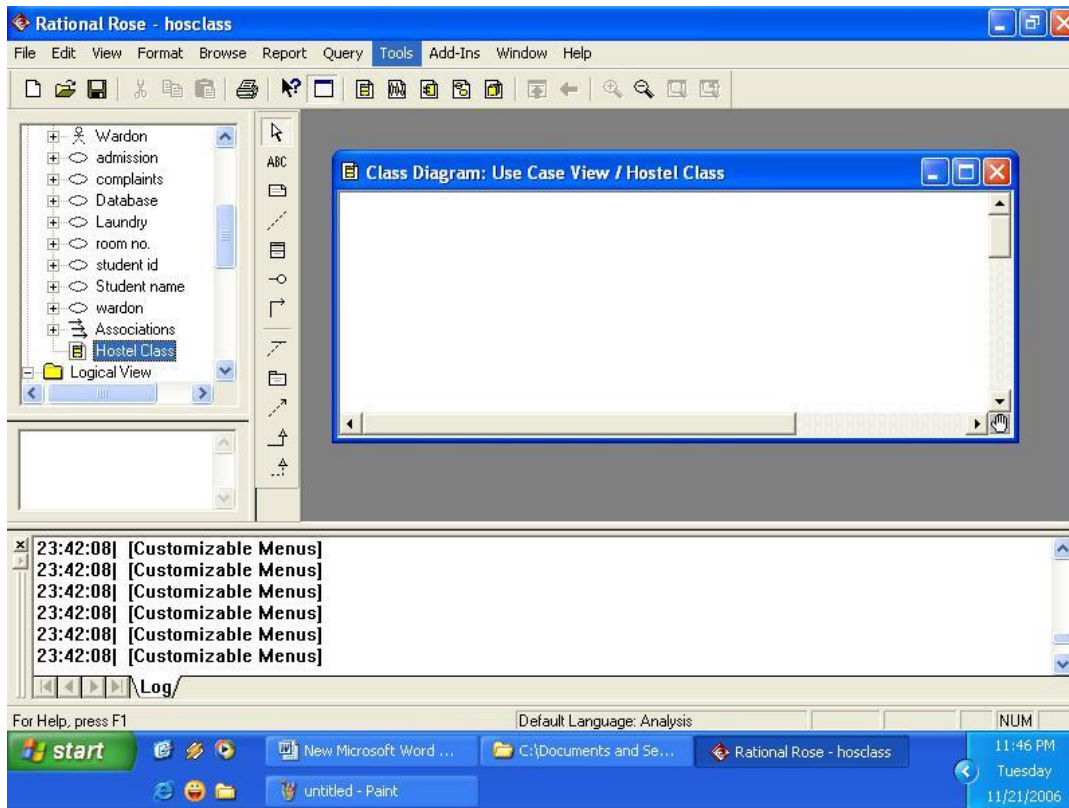 Rational Rose - hosclass
File Edit View Format Browse Report Query Tools Add-Ins Window Help
Wardon
admission
complaints
Database
Laundry
room no.
student id
Student name
wardon
Associations
Hostel Class
Logical View
ABC
Class Diagram: Use Case View / Hostel Class
23:42:08| [Customizable Menus]
23:42:08| [Customizable Menus]
23:42:08| [Customizable Menus]
23:42:08| [Customizable Menus]
23:42:08| [Customizable Menus]
23:42:08| [Customizable Menus]
Log
For Help, press F1
Default Language: Analysis
NUM
start
New Microsoft Word ...
C:\Documents and Se...
Rational Rose - hosclass
untitled - Paint
11:46 PM
Tuesday
11/21/2006